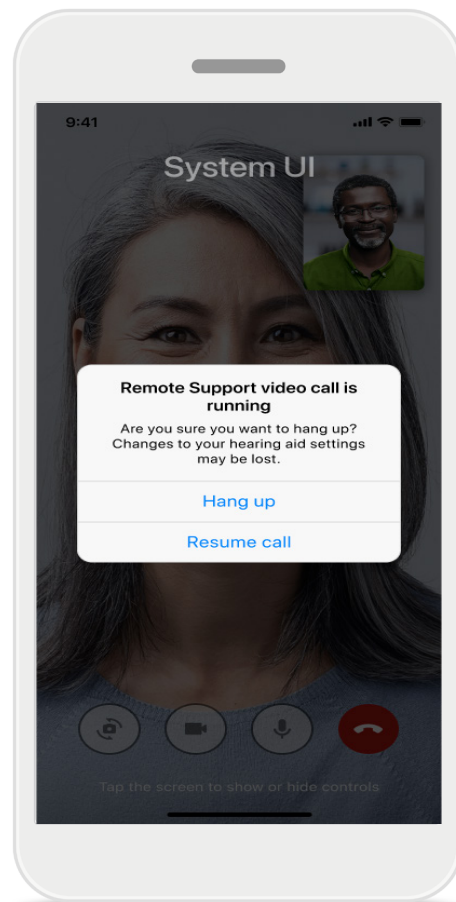 9:41
System UI
Remote Support video call is
running
Are you sure you want to hang up?
Changes to your hearing aid settings
may be lost.
Hang up
Resume call
Tap the screen to show or hide controls